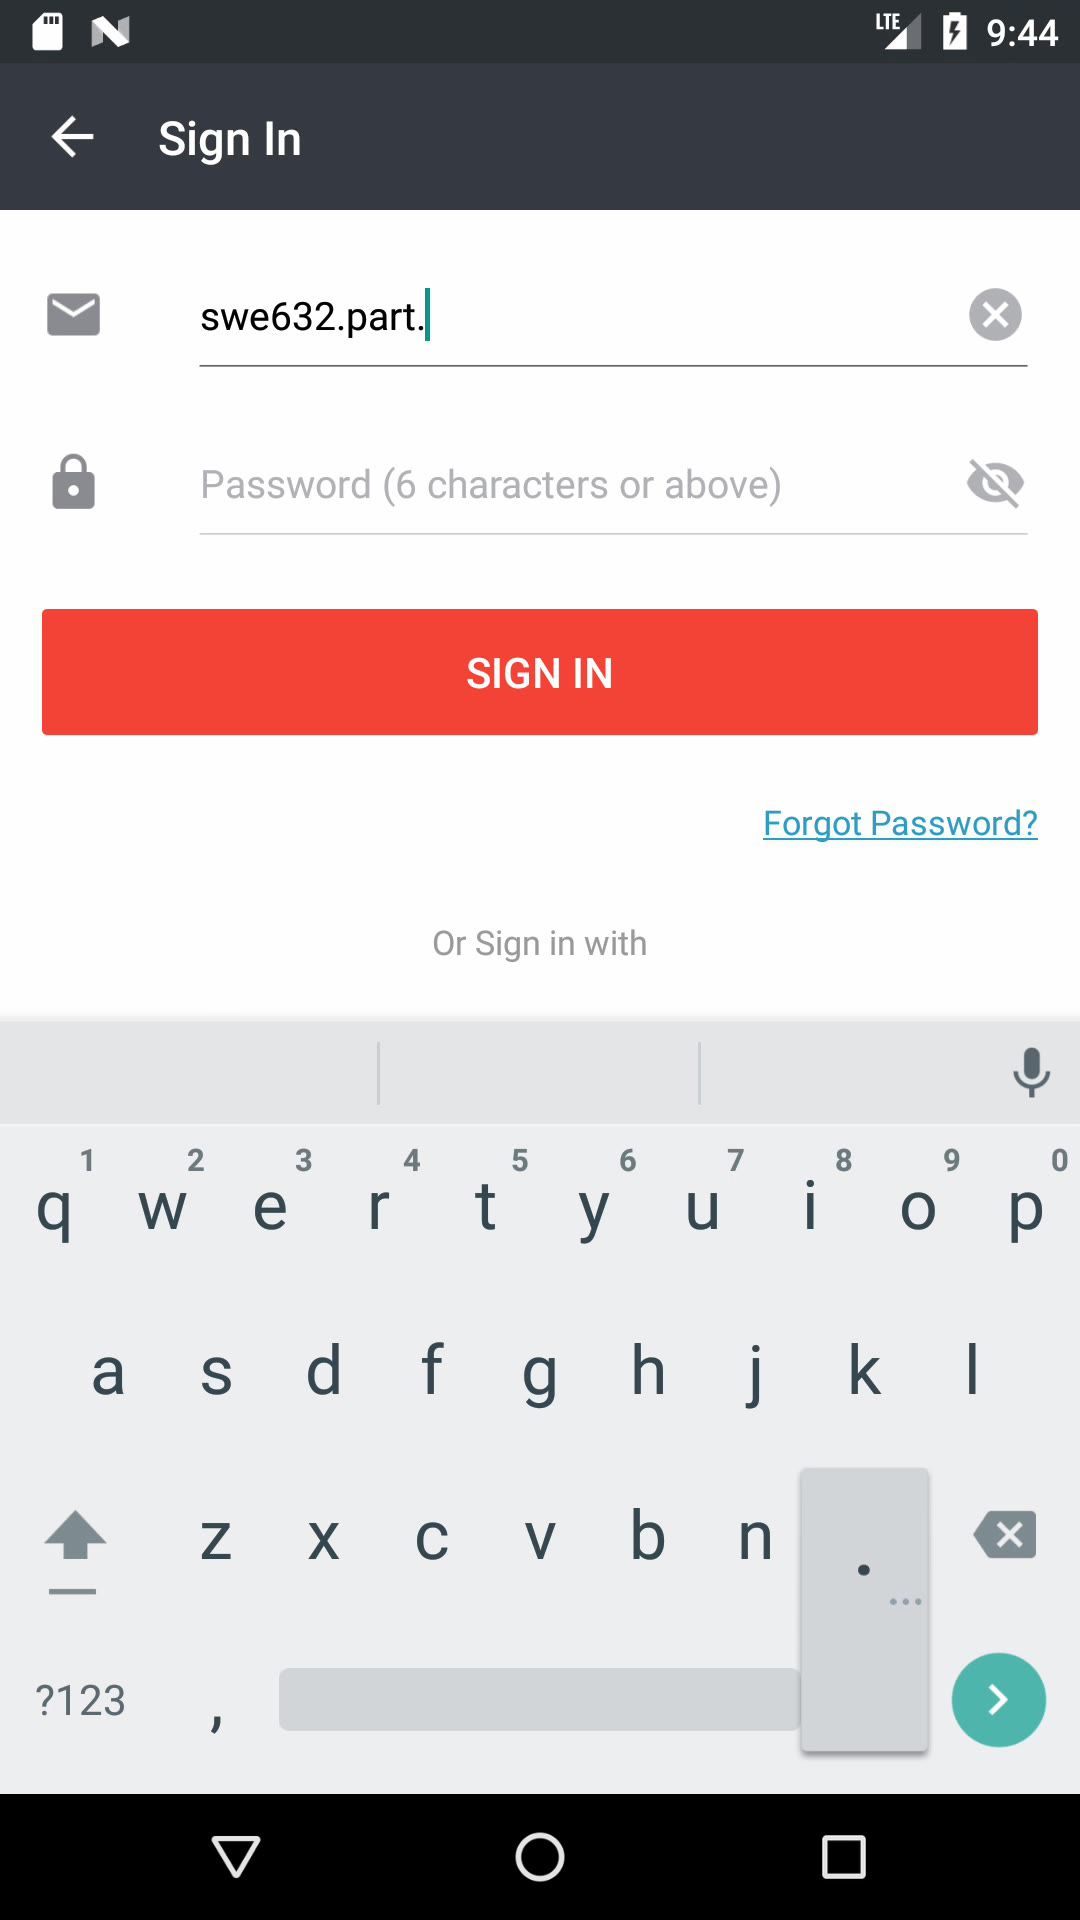 LTE 9:44
Sign In
swe632.part.
Password (6 characters or above)
SIGN IN
Forgot Password?
Or Sign in with
1 2 3 4 5 6 7 8 9 0
q w e r t y u i o p
a s d f g h j k l
z x c v b n .
?123 ,